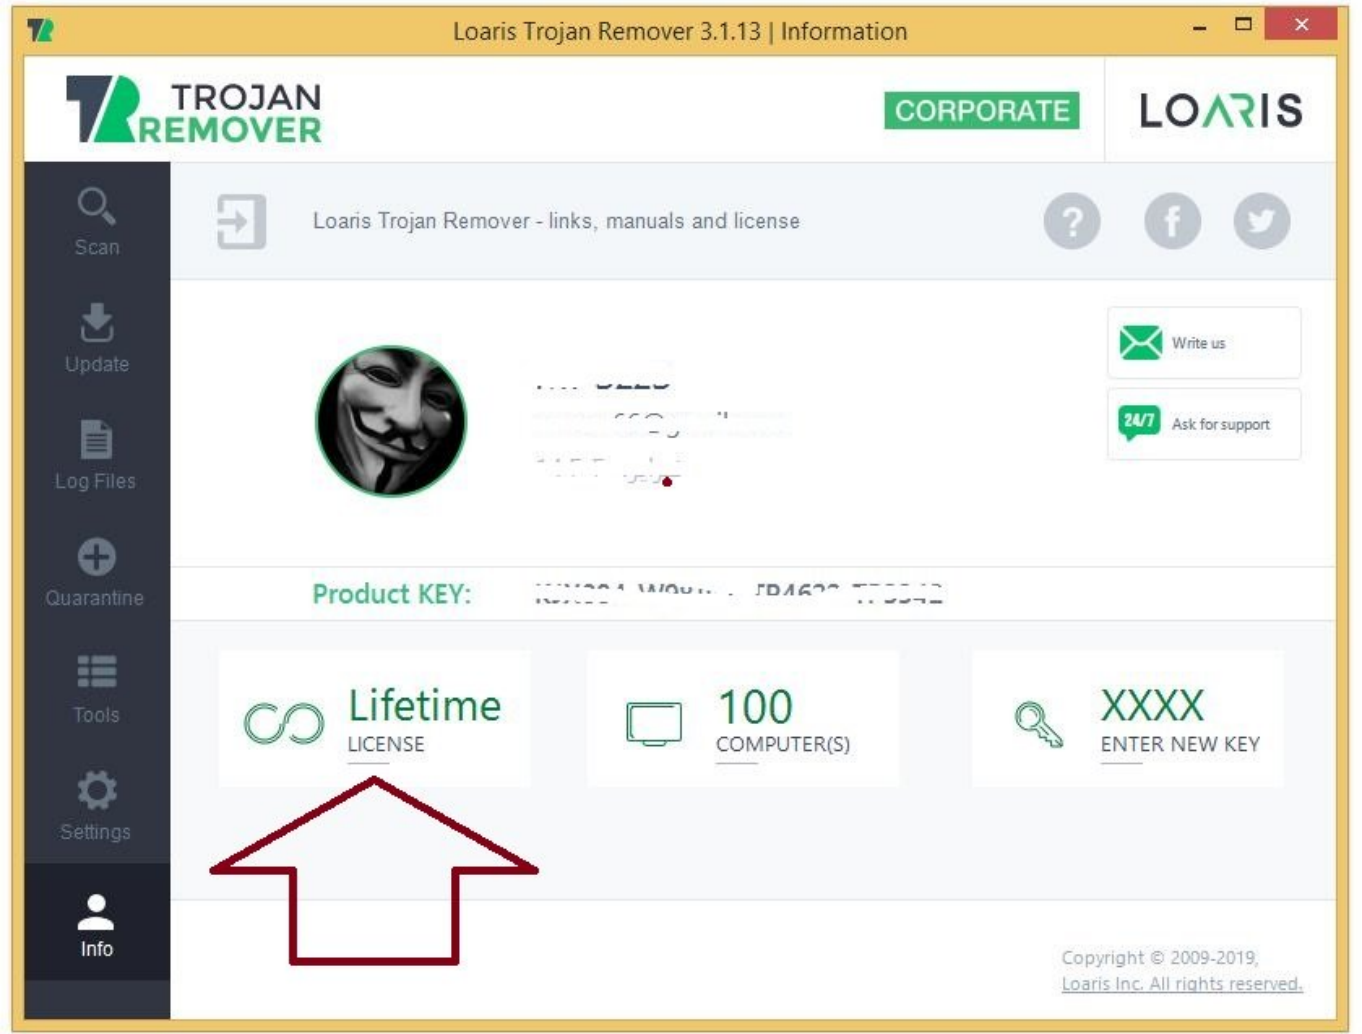 Loaris Trojan Remover 3.1.13 | Information
TROJAN
REMOVER
CORPORATE
LOARIS
Scan
Update
Log Files
Quarantine
Tools
Settings
Info
Loaris Trojan Remover - links, manuals and license
?
Write us
24/7 Ask for support
Product KEY:
Lifetime
LICENSE
100
COMPUTER(S)
XXXX
ENTER NEW KEY
Copyright © 2009-2019,
Loaris Inc. All rights reserved.